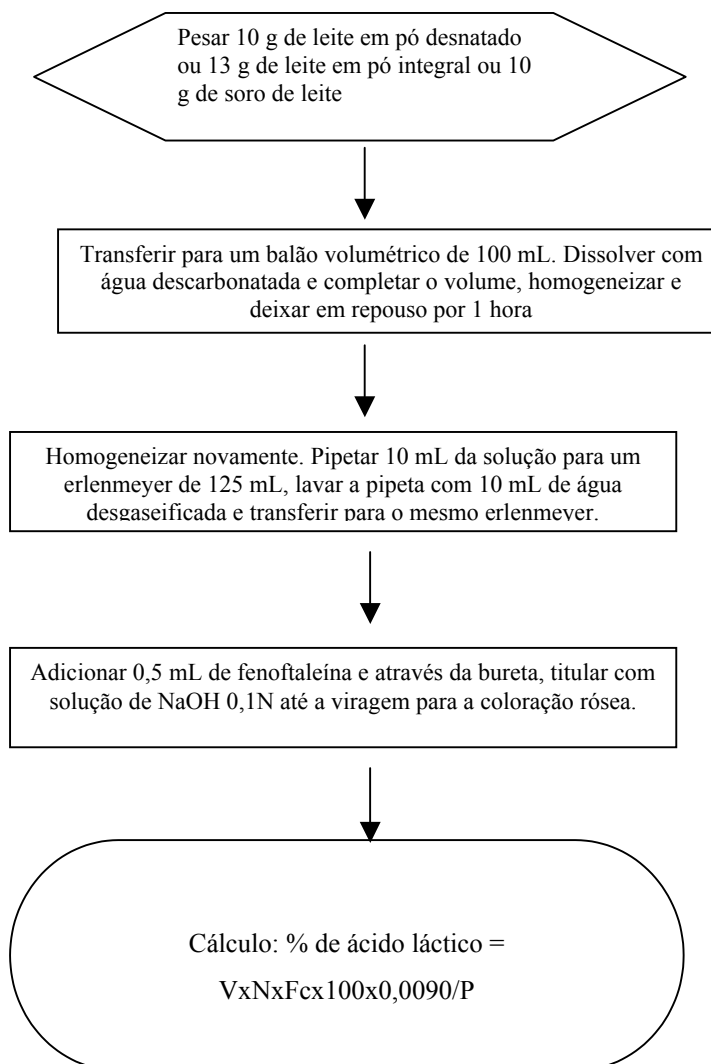 Pesar 10 g de leite em pó desnatado
ou 13 g de leite em pó integral ou 10
g de soro de leite
Transferir para um balão volumétrico de 100 mL. Dissolver com
água descarbonatada e completar o volume, homogeneizar e
deixar em repouso por 1 hora
Homogeneizar novamente. Pipetar 10 mL da solução para um
erlenmeyer de 125 mL, lavar a pipeta com 10 mL de água
desgaseificada e transferir para o mesmo erlenmeyer.
Adicionar 0,5 mL de fenoftaleína e através da bureta, titular com
solução de NaOH 0,1N até a viragem para a coloração rósea.
Cálculo: % de ácido láctico =
VxNxFcx100x0,0090/P